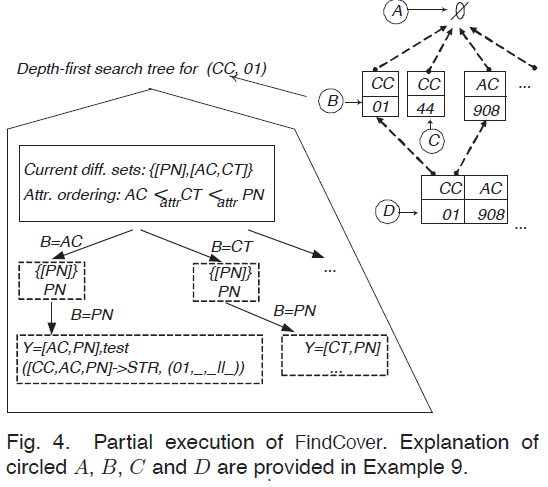 A
∅
Depth-first search tree for (CC, 01)
B
CC
01
CC
44
AC
908
...
C
Current diff. sets: {[PN],[AC,CT]}
Attr. ordering: AC <attr CT <attr PN
D
CC AC
01 908
...
B=AC
B=CT
{[PN]}
PN
{[PN]}
PN
...
B=PN
B=PN
Y=[AC,PN],test
([CC,AC,PN]->STR, (01,_,_ll_))
Y=[CT,PN]
...
Fig. 4. Partial execution of FindCover. Explanation of
circled A, B, C and D are provided in Example 9.